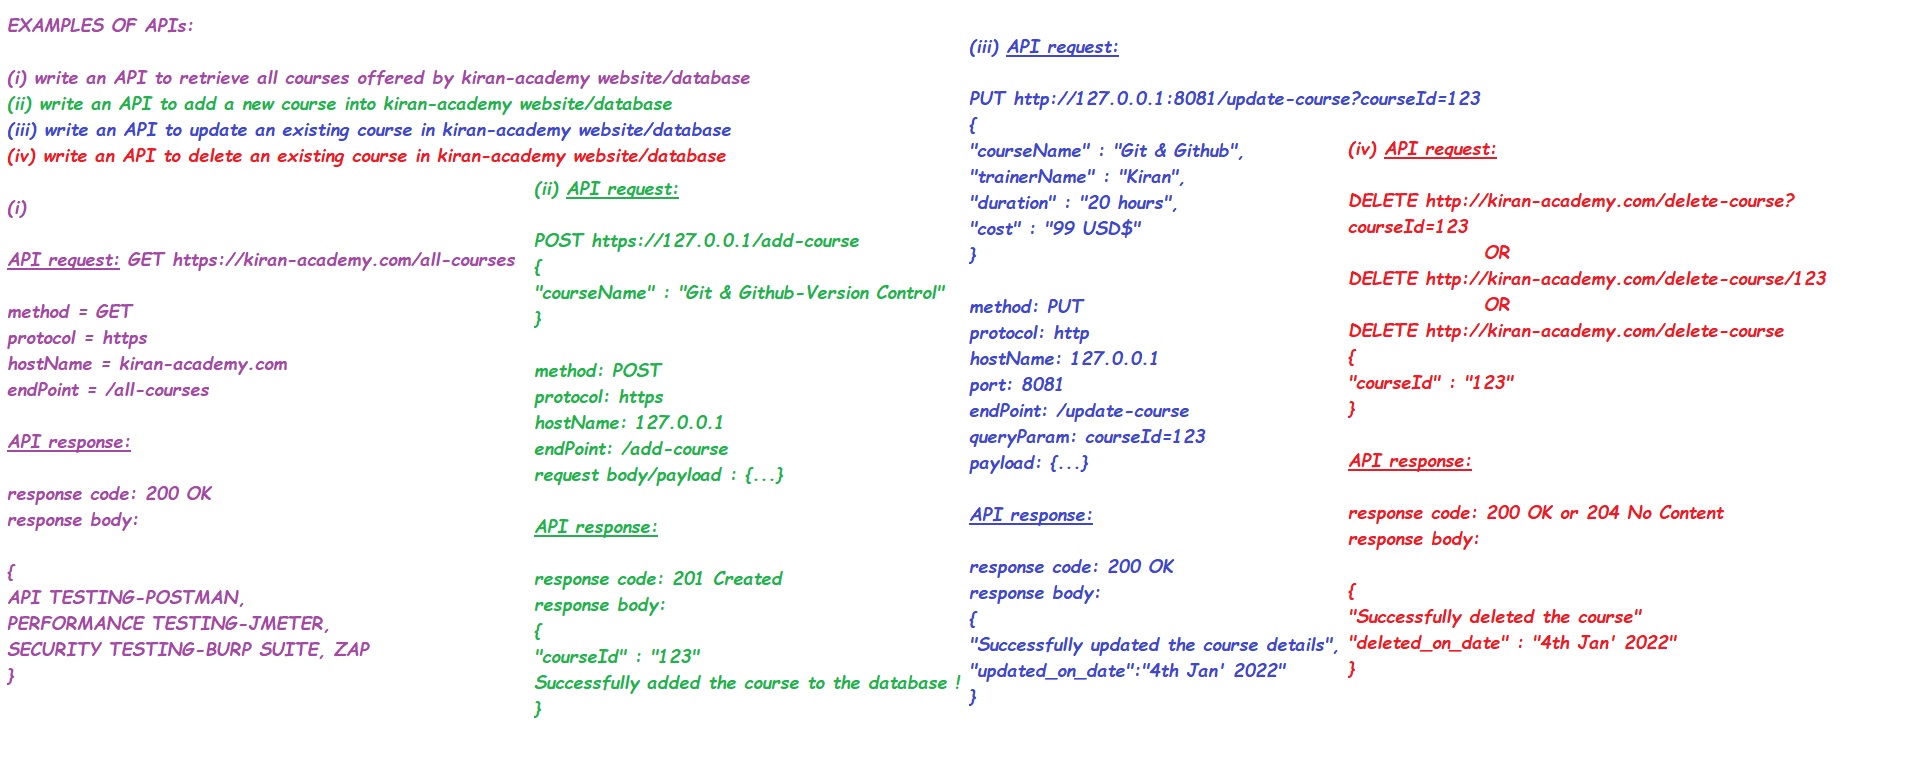 EXAMPLES OF APIs:
(i) write an API to retrieve all courses offered by kiran-academy website/database
(ii) write an API to add a new course into kiran-academy website/database
(iii) write an API to update an existing course in kiran-academy website/database
(iv) write an API to delete an existing course in kiran-academy website/database
(i)
API request: GET https://kiran-academy.com/all-courses
method = GET
protocol = https
hostName = kiran-academy.com
endPoint = /all-courses
API response:
response code: 200 OK
response body:
{
API TESTING-POSTMAN,
PERFORMANCE TESTING-JMETER,
SECURITY TESTING-BURP SUITE, ZAP
}
(ii) API request:
POST https://127.0.0.1/add-course
{
"courseName" : "Git & Github-Version Control"
}
method: POST
protocol: https
hostName: 127.0.0.1
endPoint: /add-course
request body/payload : {...}
API response:
response code: 201 Created
response body:
{
"courseId" : "123"
Successfully added the course to the database !
}
(iii) API request:
PUT http://127.0.0.1:8081/update-course?courseId=123
{
"courseName" : "Git & Github",
"trainerName" : "Kiran",
"duration" : "20 hours",
"cost" : "99 USD$"
}
method: PUT
protocol: http
hostName: 127.0.0.1
port: 8081
endPoint: /update-course
queryParam: courseId=123
payload: {...}
API response:
response code: 200 OK
response body:
{
"Successfully updated the course details",
"updated_on_date":"4th Jan' 2022"
}
(iv) API request:
DELETE http://kiran-academy.com/delete-course?
courseId=123
OR
DELETE http://kiran-academy.com/delete-course/123
OR
DELETE http://kiran-academy.com/delete-course
{
"courseId" : "123"
}
API response:
response code: 200 OK or 204 No Content
response body:
{
"Successfully deleted the course"
"deleted_on_date" : "4th Jan' 2022"
}